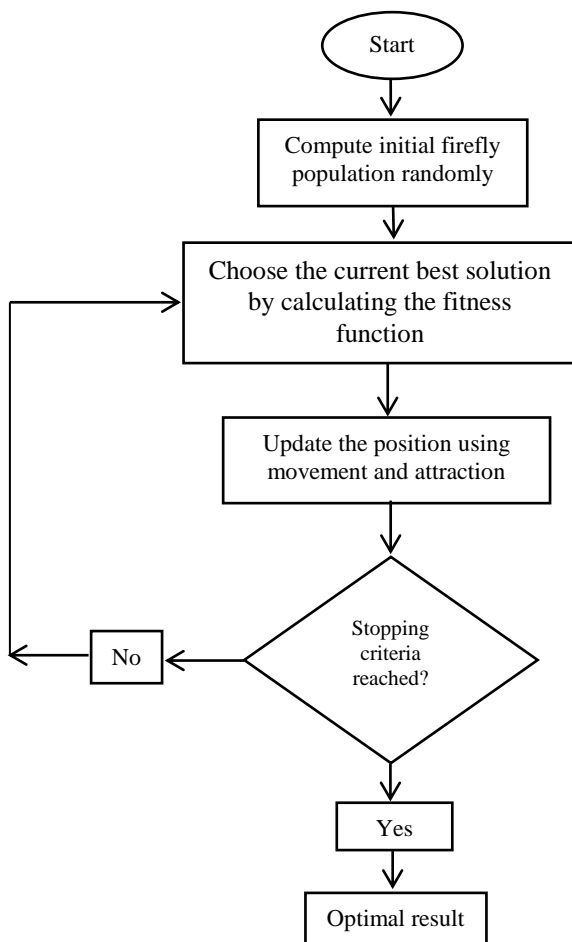 Start
Compute initial firefly
population randomly
Choose the current best solution
by calculating the fitness
function
Update the position using
movement and attraction
Stopping
criteria
reached?
No
Yes
Optimal result